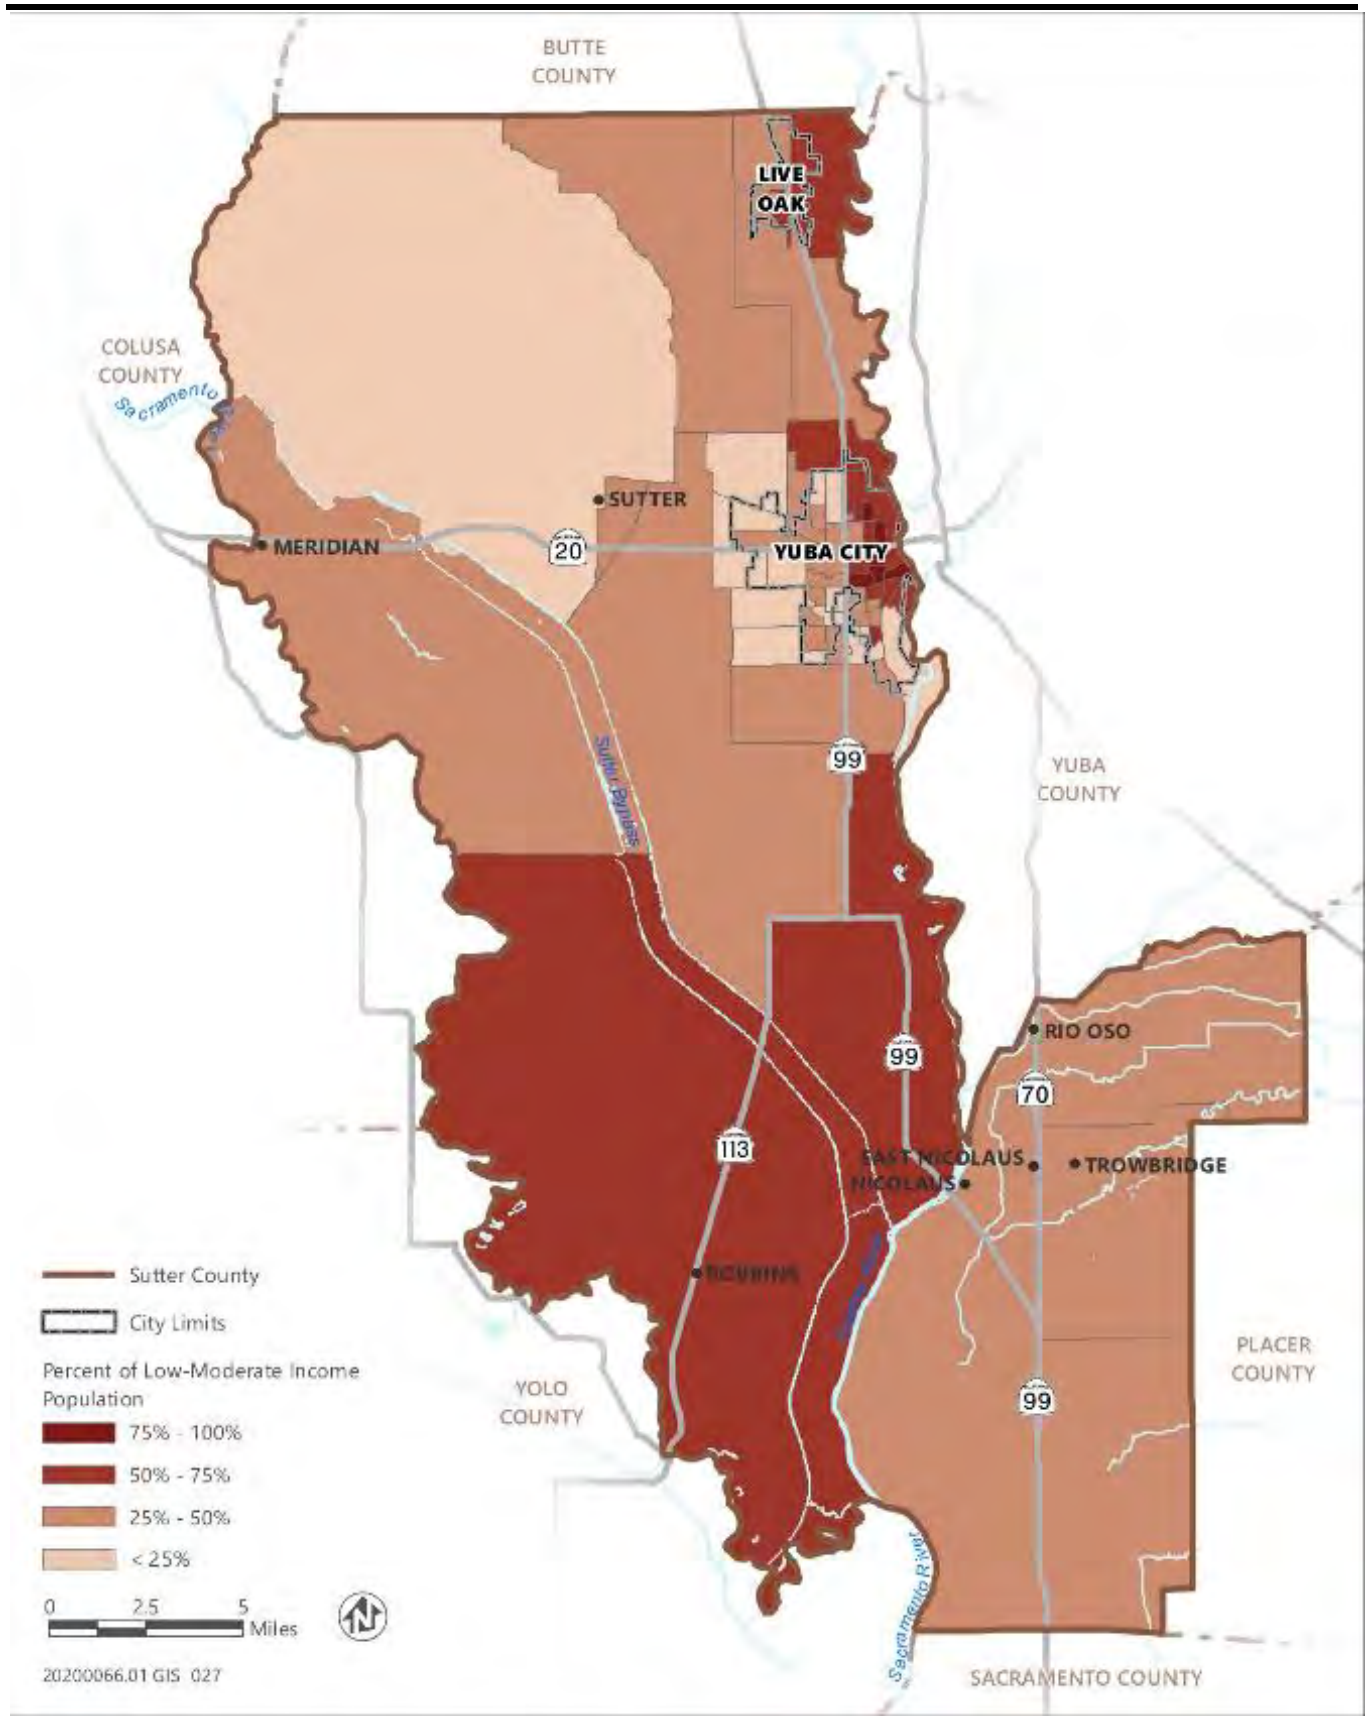 BUTTE
COUNTY
LIVE
OAK
COLUSA
COUNTY
Sacramento
SUTTER
MERIDIAN
20
YUBA CITY
Sutter Bypass
99
YUBA
COUNTY
RIO OSO
99
70
113
EAST NICOLAUS
TROWBRIDGE
NICOLAUS
ROBBINS
Sutter County
City Limits
PLACER
COUNTY
Percent of Low-Moderate Income
Population
YOLO
COUNTY
99
75% - 100%
50% - 75%
25% - 50%
< 25%
0 2.5 5
Miles
N
Sacramento River
20200066.01 GIS 027
SACRAMENTO COUNTY